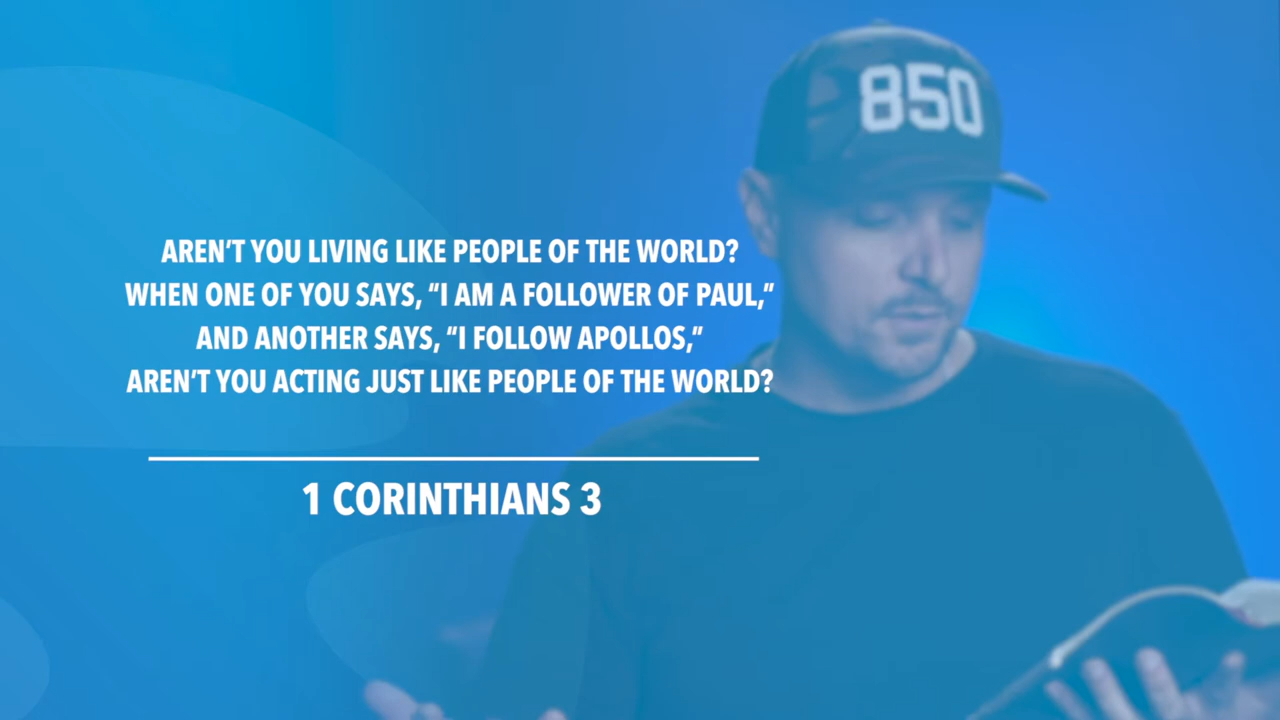 850
AREN’T YOU LIVING LIKE PEOPLE OF THE WORLD?
WHEN ONE OF YOU SAYS, “I AM A FOLLOWER OF PAUL,”
AND ANOTHER SAYS, “I FOLLOW APOLLOS,”
AREN’T YOU ACTING JUST LIKE PEOPLE OF THE WORLD?
1 CORINTHIANS 3